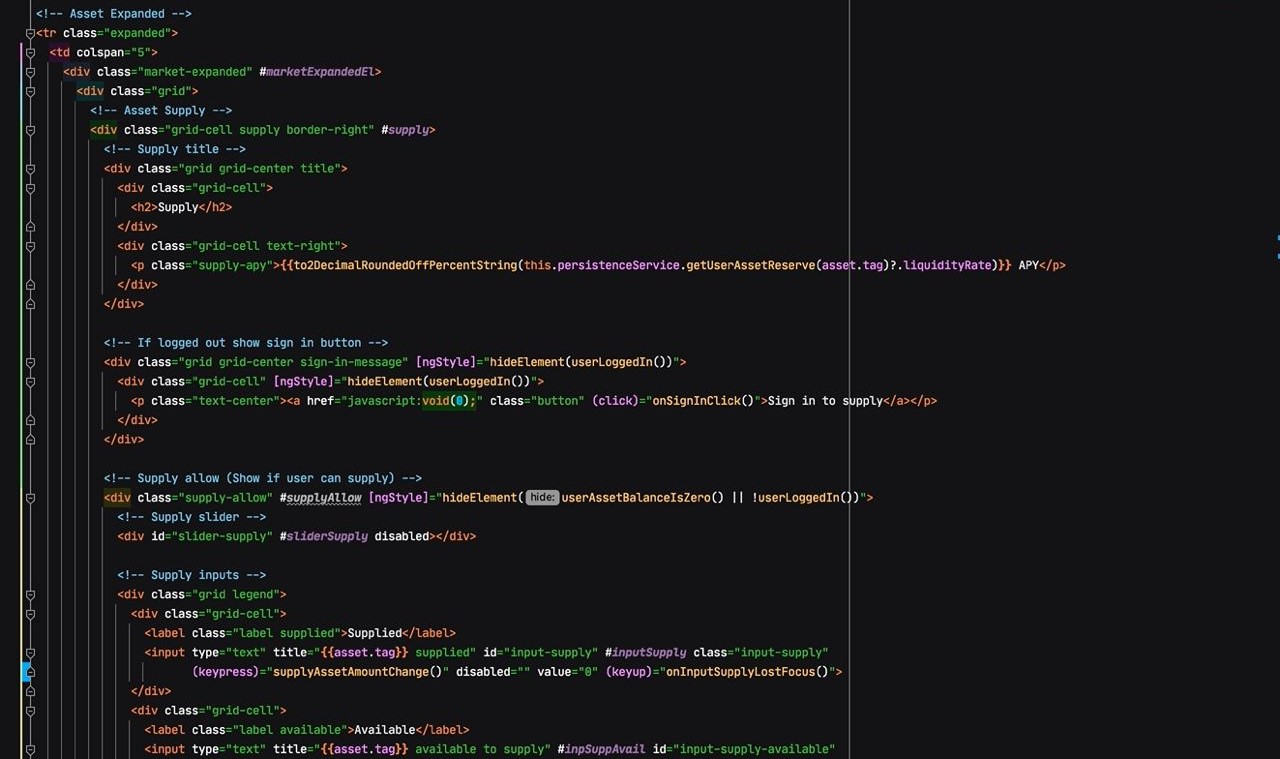 <!-- Asset Expanded -->
<tr class="expanded">
<td colspan="5">
<div class="market-expanded" #marketExpandedEl>
<div class="grid">
<!-- Asset Supply -->
<div class="grid-cell supply border-right" #supply>
<!-- Supply title -->
<div class="grid grid-center title">
<div class="grid-cell">
<h2>Supply</h2>
</div>
<div class="grid-cell text-right">
<p class="supply-apy">{{to2DecimalRoundedOffPercentString(this.persistenceService.getUserAssetReserve(asset.tag)?.liquidityRate)}} APY</p>
</div>
</div>
<!-- If logged out show sign in button -->
<div class="grid grid-center sign-in-message" [ngStyle]="hideElement(userLoggedIn())">
<div class="grid-cell" [ngStyle]="hideElement(userLoggedIn())">
<p class="text-center"><a href="javascript:void(0);" class="button" (click)="onSignInClick()">Sign in to supply</a></p>
</div>
</div>
<!-- Supply allow (Show if user can supply) -->
<div class="supply-allow" #supplyAllow [ngStyle]="hideElement( hide: userAssetBalanceIsZero() || !userLoggedIn())">
<!-- Supply slider -->
<div id="slider-supply" #sliderSupply disabled></div>
<!-- Supply inputs -->
<div class="grid legend">
<div class="grid-cell">
<label class="label supplied">Supplied</label>
<input type="text" title="{{asset.tag}} supplied" id="input-supply" #inputSupply class="input-supply"
(keypress)="supplyAssetAmountChange()" disabled="" value="0" (keyup)="onInputSupplyLostFocus()">
</div>
<div class="grid-cell">
<label class="label available">Available</label>
<input type="text" title="{{asset.tag}} available to supply" #inpSuppAvail id="input-supply-available"